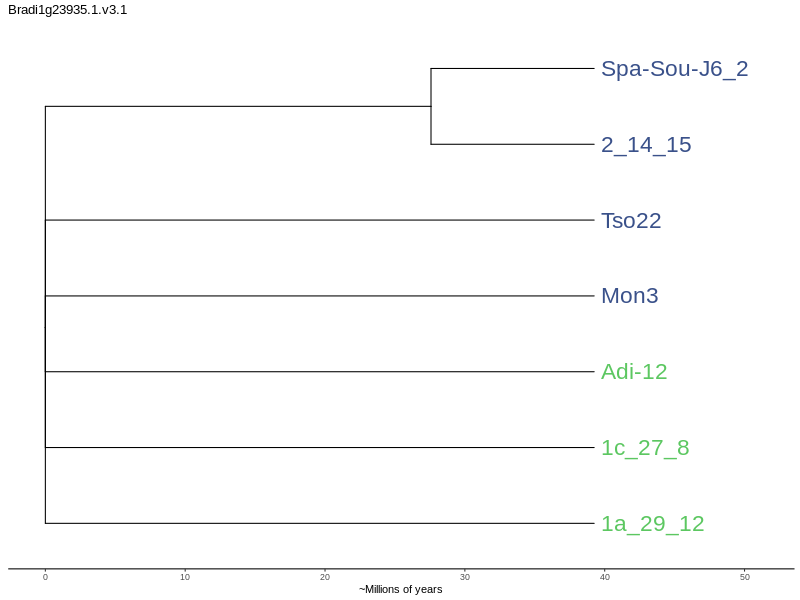 Bradi1g23935.1.v3.1
Spa-Sou-J6_2
2_14_15
Tso22
Mon3
Adi-12
1c_27_8
1a_29_12
0 10 20 30 40 50
~Millions of years